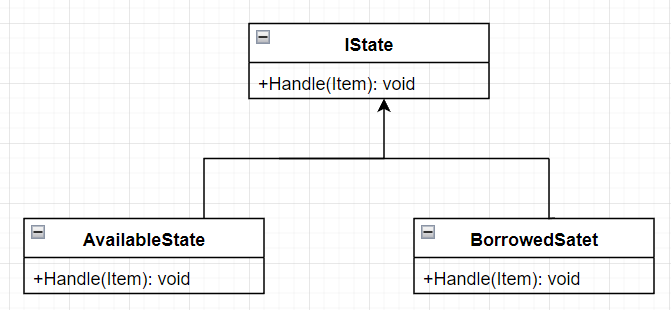 IState
+Handle(Item): void
AvailableState
+Handle(Item): void
BorrowedSatet
+Handle(Item): void